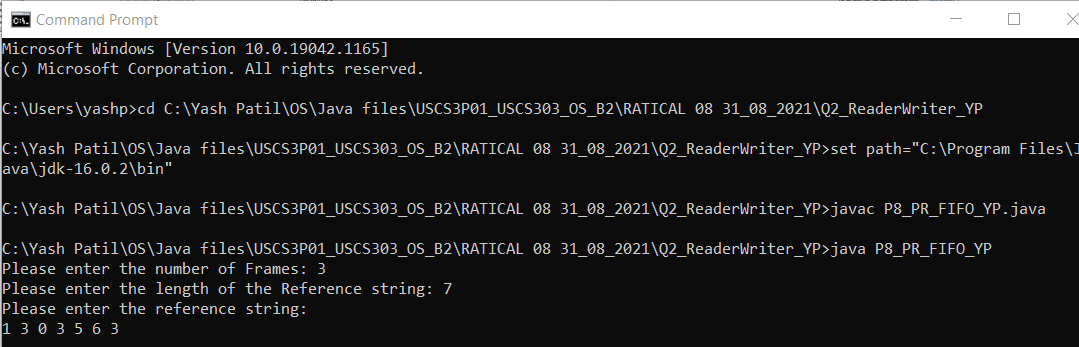 Command Prompt
Microsoft Windows [Version 10.0.19042.1165]
(c) Microsoft Corporation. All rights reserved.
C:\Users\yashp>cd C:\Yash Patil\OS\Java files\USCS3P01_USCS303_OS_B2\RATICAL 08 31_08_2021\Q2_ReaderWriter_YP
C:\Yash Patil\OS\Java files\USCS3P01_USCS303_OS_B2\RATICAL 08 31_08_2021\Q2_ReaderWriter_YP>set path="C:\Program Files\J
ava\jdk-16.0.2\bin"
C:\Yash Patil\OS\Java files\USCS3P01_USCS303_OS_B2\RATICAL 08 31_08_2021\Q2_ReaderWriter_YP>javac P8_PR_FIFO_YP.java
C:\Yash Patil\OS\Java files\USCS3P01_USCS303_OS_B2\RATICAL 08 31_08_2021\Q2_ReaderWriter_YP>java P8_PR_FIFO_YP
Please enter the number of Frames: 3
Please enter the length of the Reference string: 7
Please enter the reference string:
1 3 0 3 5 6 3